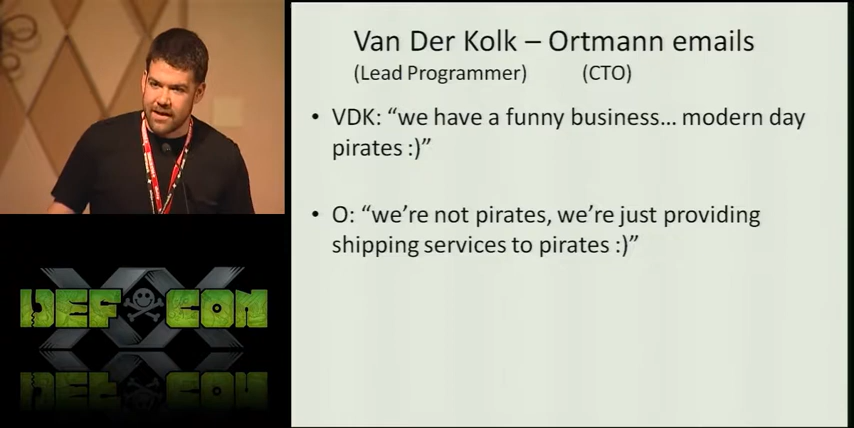 Van Der Kolk – Ortmann emails
(Lead Programmer) (CTO)
• VDK: “we have a funny business… modern day
pirates :)”
• O: “we’re not pirates, we’re just providing
shipping services to pirates :)”
DEF CON
XX